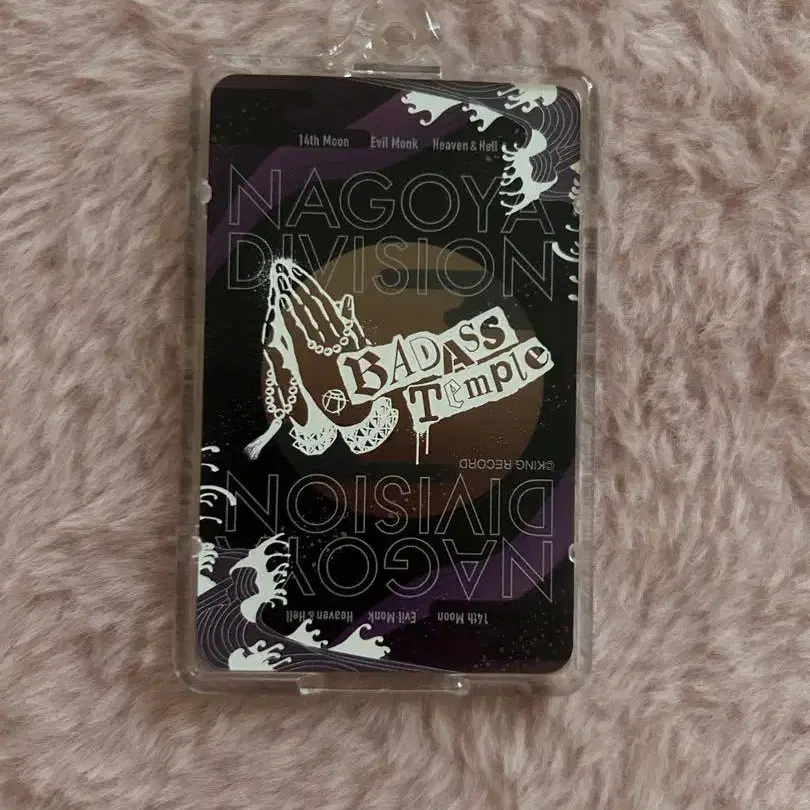 14th Moon Evil Monk Heaven & Hell
NAGOYA
DIVISION
BADASS
Temple
©KING RECORD
NAGOYA
DIVISION
14th Moon Evil Monk Heaven & Hell